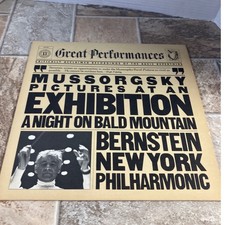 Great Performances
MUSSORGSKY
PICTURES AT AN
EXHIBITION
A NIGHT ON BALD MOUNTAIN
BERNSTEIN
NEW YORK
PHILHARMONIC